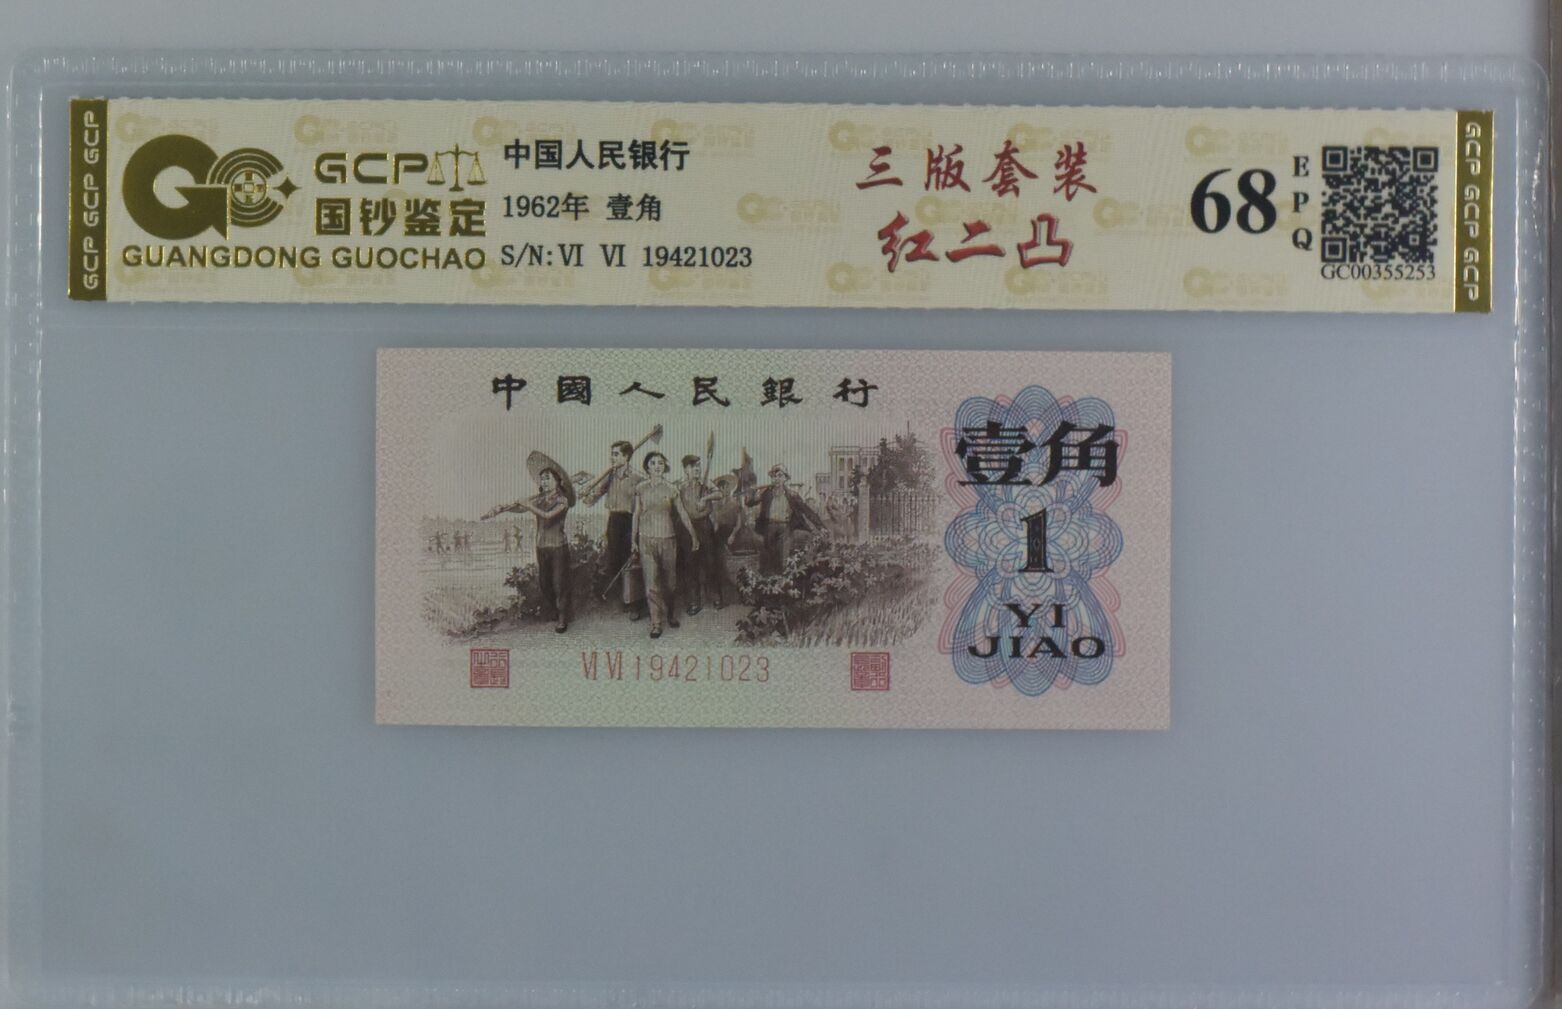 GCP GCP GCP
GCP
国钞鉴定
GUANGDONG GUOCHAO
中国人民银行
1962年 壹角
S/N: VI VI 19421023
三版套装
红二凸
68
EPQ
GC00355253
GCP GCP GCP
中國人民銀行
壹角
1
YI
JIAO
VI VI 19421023